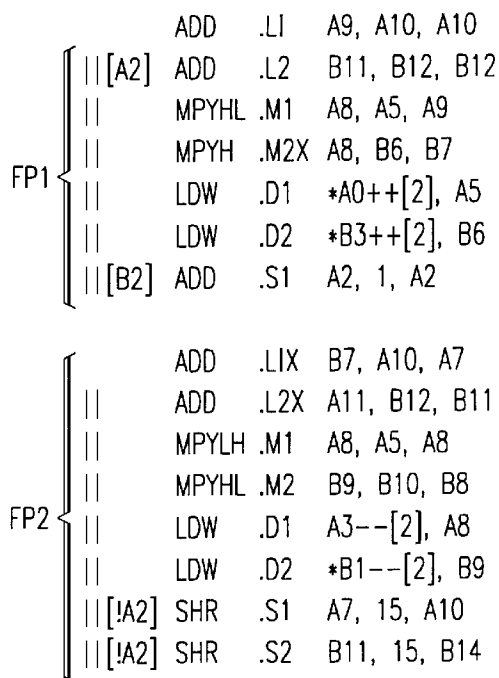 ADD .LI A9, A10, A10
||[A2] ADD .L2 B11, B12, B12
|| MPYHL .M1 A8, A5, A9
|| MPYH .M2X A8, B6, B7
FP1 || LDW .D1 *A0++[2], A5
|| LDW .D2 *B3++[2], B6
||[B2] ADD .S1 A2, 1, A2
ADD .LIX B7, A10, A7
|| ADD .L2X A11, B12, B11
|| MPYLH .M1 A8, A5, A8
|| MPYHL .M2 B9, B10, B8
FP2 || LDW .D1 A3--[2], A8
|| LDW .D2 *B1--[2], B9
||[!A2] SHR .S1 A7, 15, A10
||[!A2] SHR .S2 B11, 15, B14